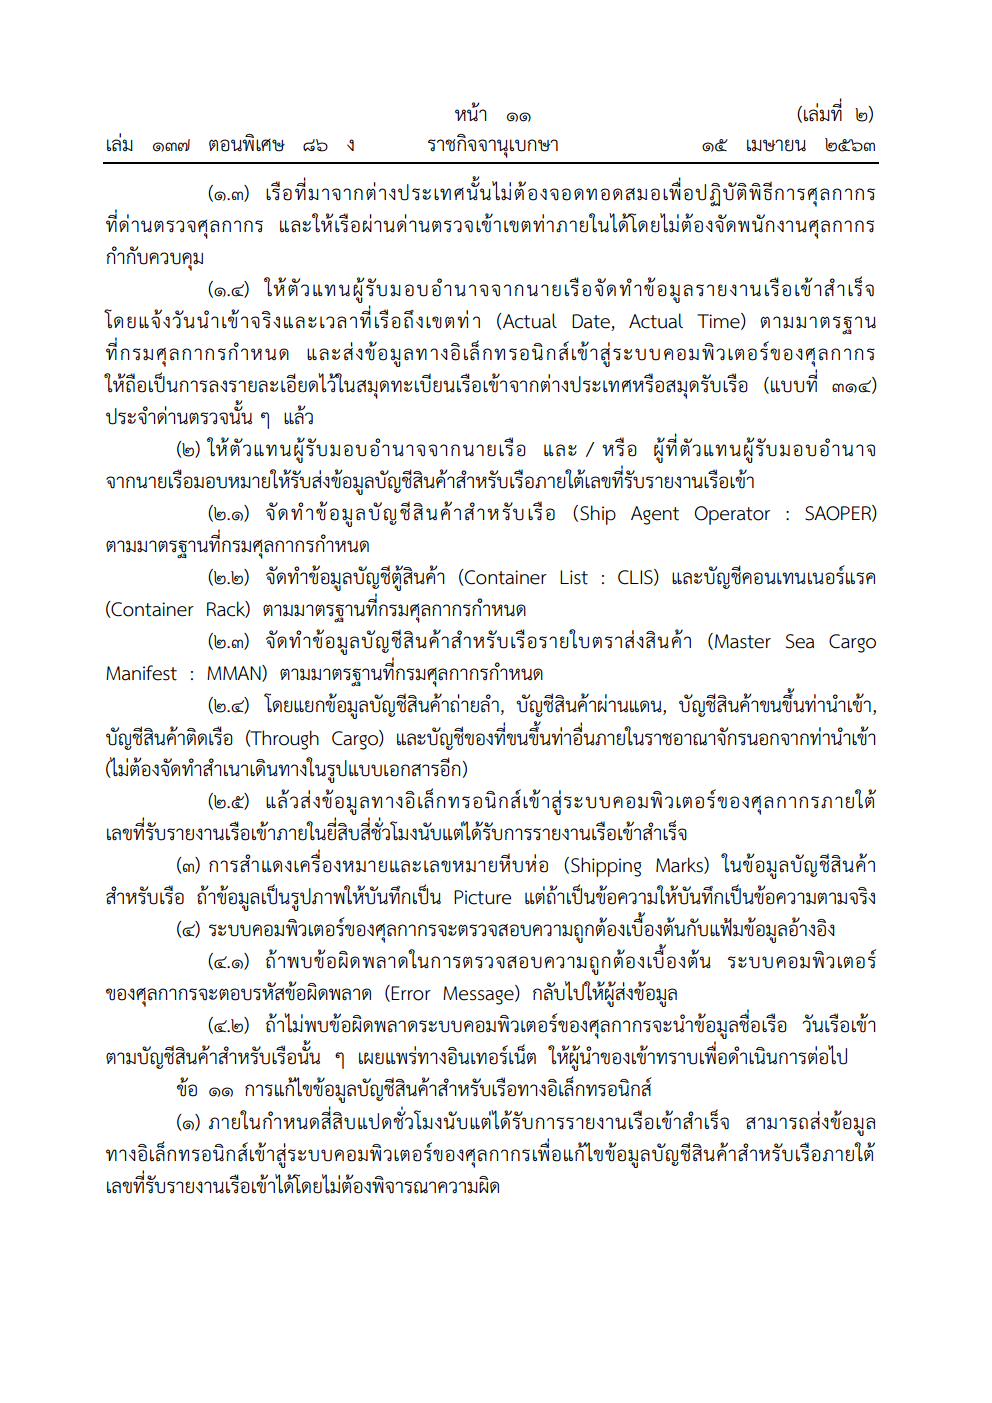 หน้า ๑๑ (เล่มที่ ๒)
เล่ม ๑๓๗ ตอนพิเศษ ๘๖ ง ราชกิจจานุเบกษา ๑๕ เมษายน ๒๕๖๓
(๑.๓) เรือที่มาจากต่างประเทศนั้นไม่ต้องจอดทอดสมอเพื่อปฏิบัติพิธีการศุลกากร
ที่ด่านตรวจศุลกากร และให้เรือผ่านด่านตรวจเข้าเขตท่าภายในได้โดยไม่ต้องจัดพนักงานศุลกากร
กำกับควบคุม
(๑.๔) ให้ตัวแทนผู้รับมอบอำนาจจากนายเรือจัดทำข้อมูลรายงานเรือเข้าสำเร็จ
โดยแจ้งวันนำเข้าจริงและเวลาที่เรือถึงเขตท่า (Actual Date, Actual Time) ตามมาตรฐาน
ที่กรมศุลกากรกำหนด และส่งข้อมูลทางอิเล็กทรอนิกส์เข้าสู่ระบบคอมพิวเตอร์ของศุลกากร
ให้ถือเป็นการลงรายละเอียดไว้ในสมุดทะเบียนเรือเข้าจากต่างประเทศหรือสมุดรับเรือ (แบบที่ ๓๑๔)
ประจำด่านตรวจนั้น ๆ แล้ว
(๒) ให้ตัวแทนผู้รับมอบอำนาจจากนายเรือ และ / หรือ ผู้ที่ตัวแทนผู้รับมอบอำนาจ
จากนายเรือมอบหมายให้รับส่งข้อมูลบัญชีสินค้าสำหรับเรือภายใต้เลขที่รับรายงานเรือเข้า
(๒.๑) จัดทำข้อมูลบัญชีสินค้าสำหรับเรือ (Ship Agent Operator : SAOPER)
ตามมาตรฐานที่กรมศุลกากรกำหนด
(๒.๒) จัดทำข้อมูลบัญชีตู้สินค้า (Container List : CLIS) และบัญชีคอนเทนเนอร์แรค
(Container Rack) ตามมาตรฐานที่กรมศุลกากรกำหนด
(๒.๓) จัดทำข้อมูลบัญชีสินค้าสำหรับเรือรายใบตราส่งสินค้า (Master Sea Cargo
Manifest : MMAN) ตามมาตรฐานที่กรมศุลกากรกำหนด
(๒.๔) โดยแยกข้อมูลบัญชีสินค้าถ่ายลำ, บัญชีสินค้าผ่านแดน, บัญชีสินค้าขนขึ้นท่านำเข้า,
บัญชีสินค้าติดเรือ (Through Cargo) และบัญชีของที่ขนขึ้นท่าอื่นภายในราชอาณาจักรนอกจากท่านำเข้า
(ไม่ต้องจัดทำสำเนาเดินทางในรูปแบบเอกสารอีก)
(๒.๕) แล้วส่งข้อมูลทางอิเล็กทรอนิกส์เข้าสู่ระบบคอมพิวเตอร์ของศุลกากรภายใต้
เลขที่รับรายงานเรือเข้าภายในยี่สิบสี่ชั่วโมงนับแต่ได้รับการรายงานเรือเข้าสำเร็จ
(๓) การสำแดงเครื่องหมายและเลขหมายหีบห่อ (Shipping Marks) ในข้อมูลบัญชีสินค้า
สำหรับเรือ ถ้าข้อมูลเป็นรูปภาพให้บันทึกเป็น Picture แต่ถ้าเป็นข้อความให้บันทึกเป็นข้อความตามจริง
(๔) ระบบคอมพิวเตอร์ของศุลกากรจะตรวจสอบความถูกต้องเบื้องต้นกับแฟ้มข้อมูลอ้างอิง
(๔.๑) ถ้าพบข้อผิดพลาดในการตรวจสอบความถูกต้องเบื้องต้น ระบบคอมพิวเตอร์
ของศุลกากรจะตอบรหัสข้อผิดพลาด (Error Message) กลับไปให้ผู้ส่งข้อมูล
(๔.๒) ถ้าไม่พบข้อผิดพลาดระบบคอมพิวเตอร์ของศุลกากรจะนำข้อมูลชื่อเรือ วันเรือเข้า
ตามบัญชีสินค้าสำหรับเรือนั้น ๆ เผยแพร่ทางอินเทอร์เน็ต ให้ผู้นำของเข้าทราบเพื่อดำเนินการต่อไป
ข้อ ๑๑ การแก้ไขข้อมูลบัญชีสินค้าสำหรับเรือทางอิเล็กทรอนิกส์
(๑) ภายในกำหนดสี่สิบแปดชั่วโมงนับแต่ได้รับการรายงานเรือเข้าสำเร็จ สามารถส่งข้อมูล
ทางอิเล็กทรอนิกส์เข้าสู่ระบบคอมพิวเตอร์ของศุลกากรเพื่อแก้ไขข้อมูลบัญชีสินค้าสำหรับเรือภายใต้
เลขที่รับรายงานเรือเข้าได้โดยไม่ต้องพิจารณาความผิด